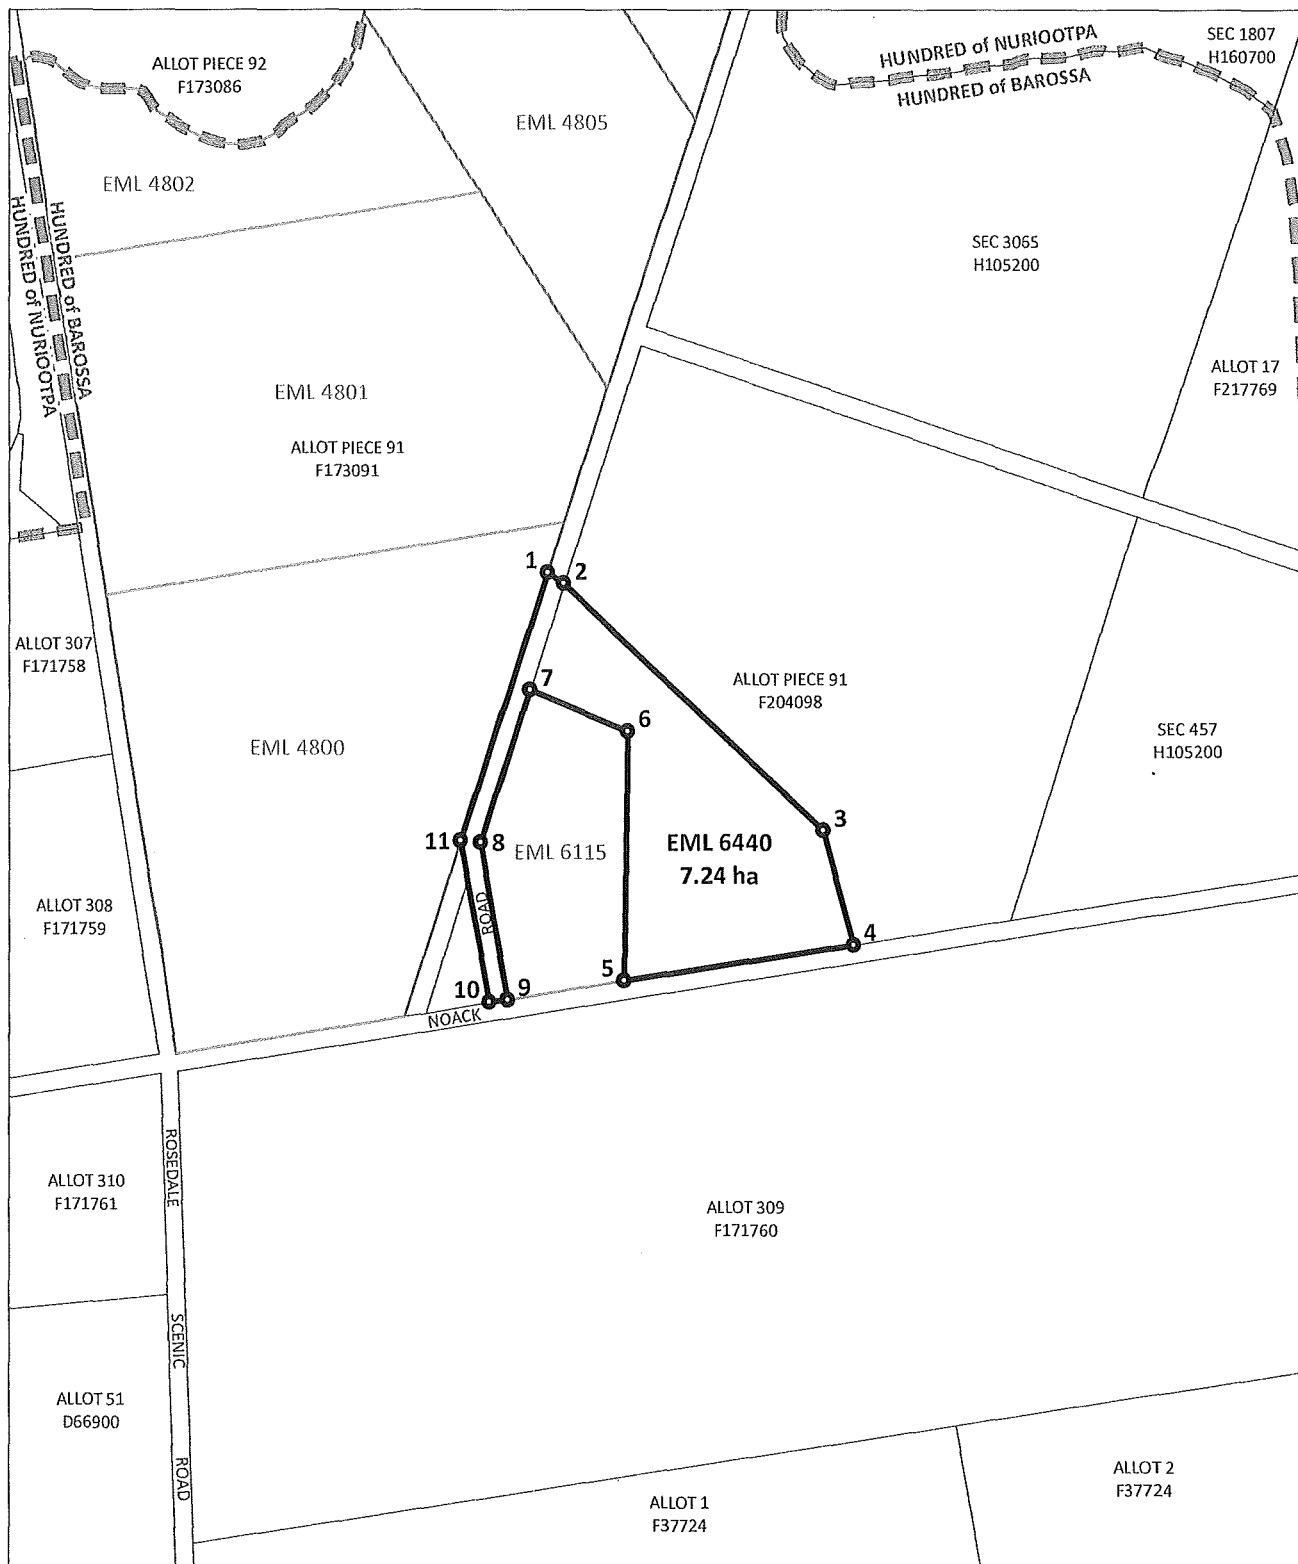 HUNDRED of NURIOOTPA
HUNDRED of BAROSSA
SEC 1807
H160700
ALLOT PIECE 92
F173086
EML 4805
EML 4802
HUNDRED of BAROSSA
HUNDRED of NURIOOTPA
SEC 3065
H105200
ALLOT 17
F217769
EML 4801
ALLOT PIECE 91
F173091
1
2
ALLOT 307
F171758
7
ALLOT PIECE 91
F204098
6
EML 4800
SEC 457
H105200
3
11
8
EML 6115
EML 6440
7.24 ha
ALLOT 308
F171759
ROAD
4
5
10
9
NOACK
ROSEDALE
ALLOT 310
F171761
ALLOT 309
F171760
SCENIC
ALLOT 51
D66900
ROAD
ALLOT 2
F37724
ALLOT 1
F37724